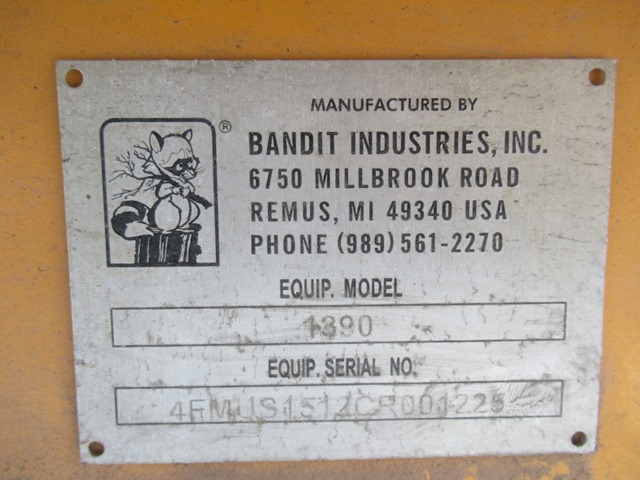 MANUFACTURED BY
®
BANDIT INDUSTRIES, INC.
6750 MILLBROOK ROAD
REMUS, MI 49340 USA
PHONE (989) 561-2270
EQUIP. MODEL
1390
EQUIP. SERIAL NO.